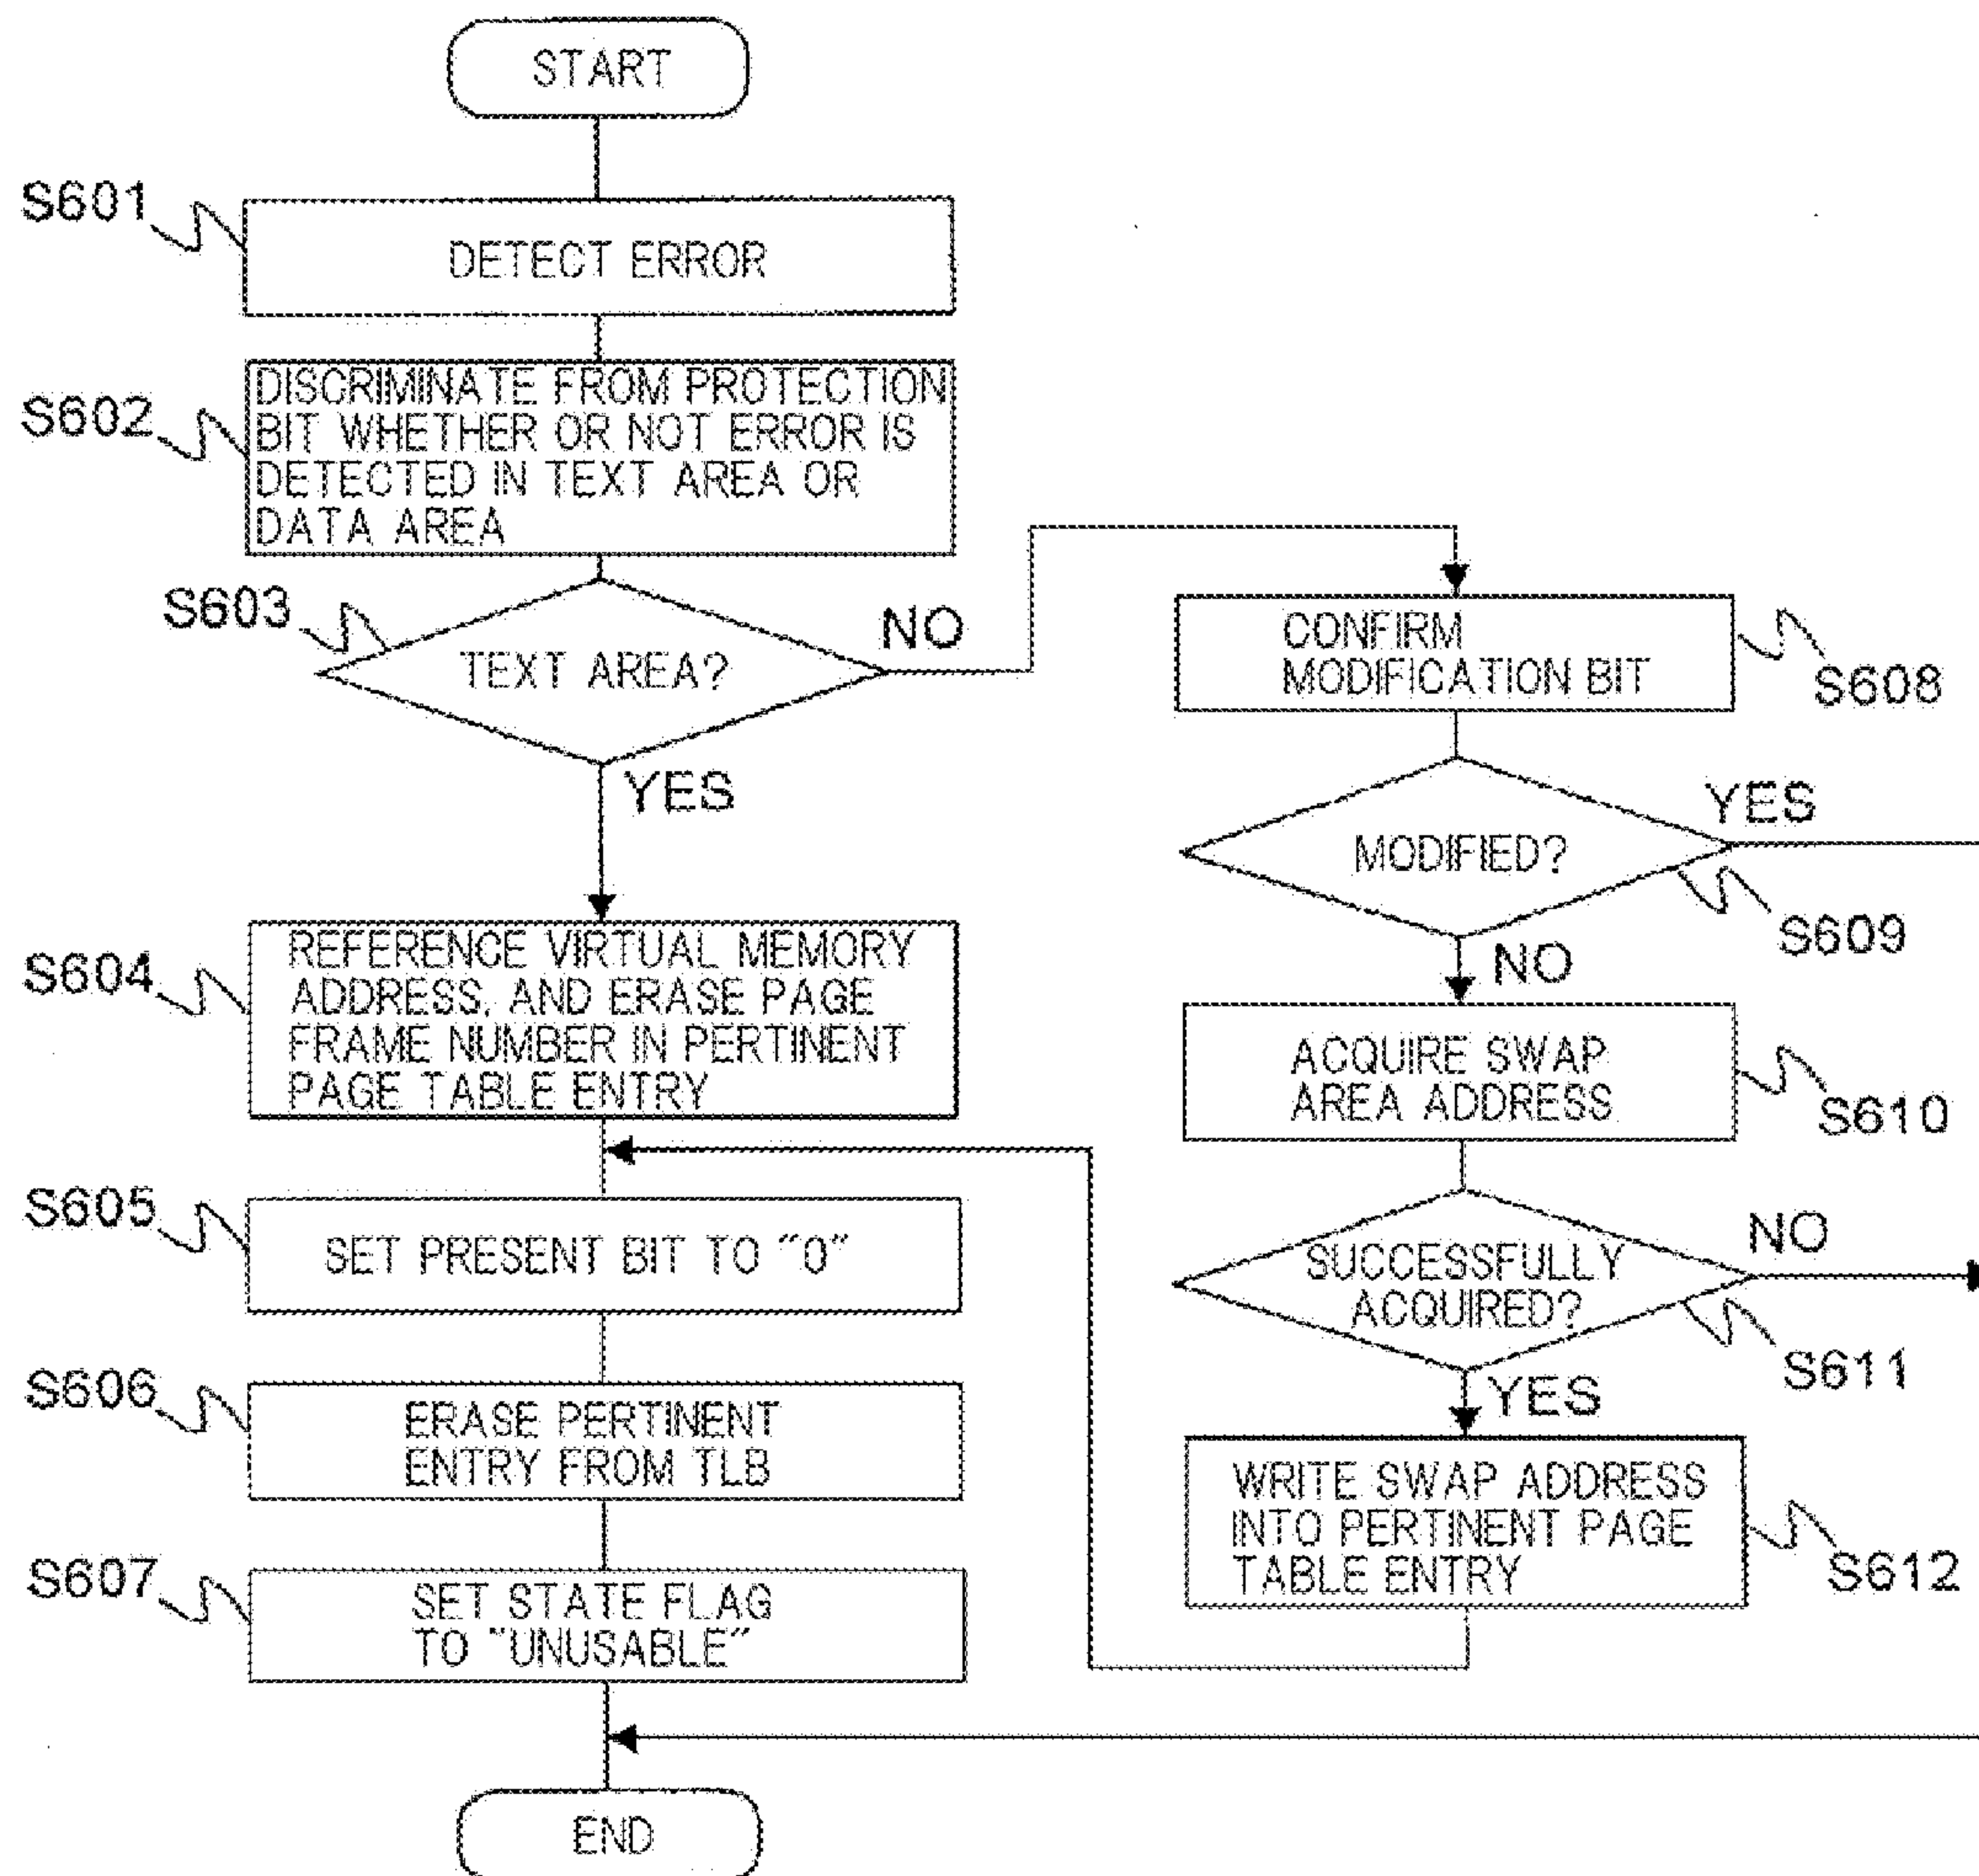 START
S601
DETECT ERROR
S602
DISCRIMINATE FROM PROTECTION
BIT WHETHER OR NOT ERROR IS
DETECTED IN TEXT AREA OR
DATA AREA
S603
TEXT AREA?
NO
YES
S604
REFERENCE VIRTUAL MEMORY
ADDRESS, AND ERASE PAGE
FRAME NUMBER IN PERTINENT
PAGE TABLE ENTRY
S605
SET PRESENT BIT TO "0"
S606
ERASE PERTINENT
ENTRY FROM TLB
S607
SET STATE FLAG
TO "UNUSABLE"
END
CONFIRM
MODIFICATION BIT
S608
MODIFIED?
YES
S609
NO
ACQUIRE SWAP
AREA ADDRESS
S610
SUCCESSFULLY
ACQUIRED?
NO
S611
YES
WRITE SWAP ADDRESS
INTO PERTINENT PAGE
TABLE ENTRY
S612